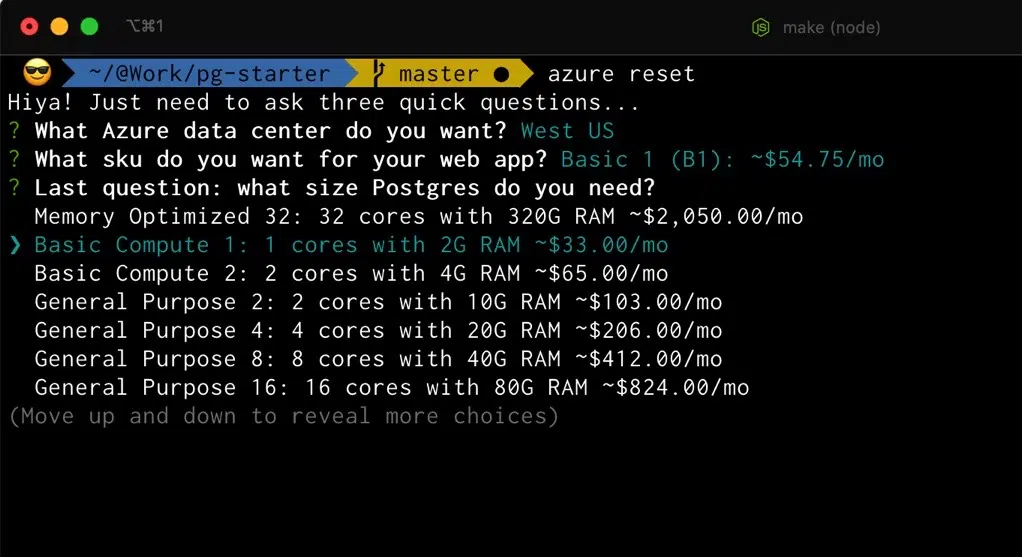 ⌥⌘1
make (node)
~/@Work/pg-starter master ● azure reset
Hiya! Just need to ask three quick questions...
? What Azure data center do you want? West US
? What sku do you want for your web app? Basic 1 (B1): ~$54.75/mo
? Last question: what size Postgres do you need?
Memory Optimized 32: 32 cores with 320G RAM ~$2,050.00/mo
❯ Basic Compute 1: 1 cores with 2G RAM ~$33.00/mo
Basic Compute 2: 2 cores with 4G RAM ~$65.00/mo
General Purpose 2: 2 cores with 10G RAM ~$103.00/mo
General Purpose 4: 4 cores with 20G RAM ~$206.00/mo
General Purpose 8: 8 cores with 40G RAM ~$412.00/mo
General Purpose 16: 16 cores with 80G RAM ~$824.00/mo
(Move up and down to reveal more choices)